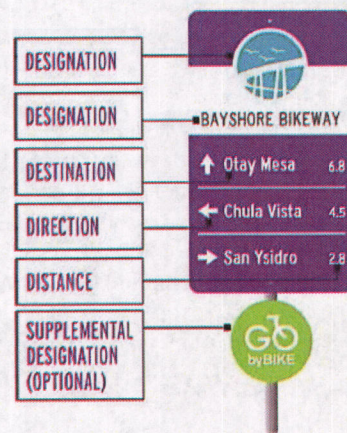 DESIGNATION
DESIGNATION
BAYSHORE BIKEWAY
DESTINATION
Otay Mesa 6.8
DIRECTION
Chula Vista 4.5
San Ysidro 2.8
DISTANCE
SUPPLEMENTAL
DESIGNATION
(OPTIONAL)
GO
byBIKE